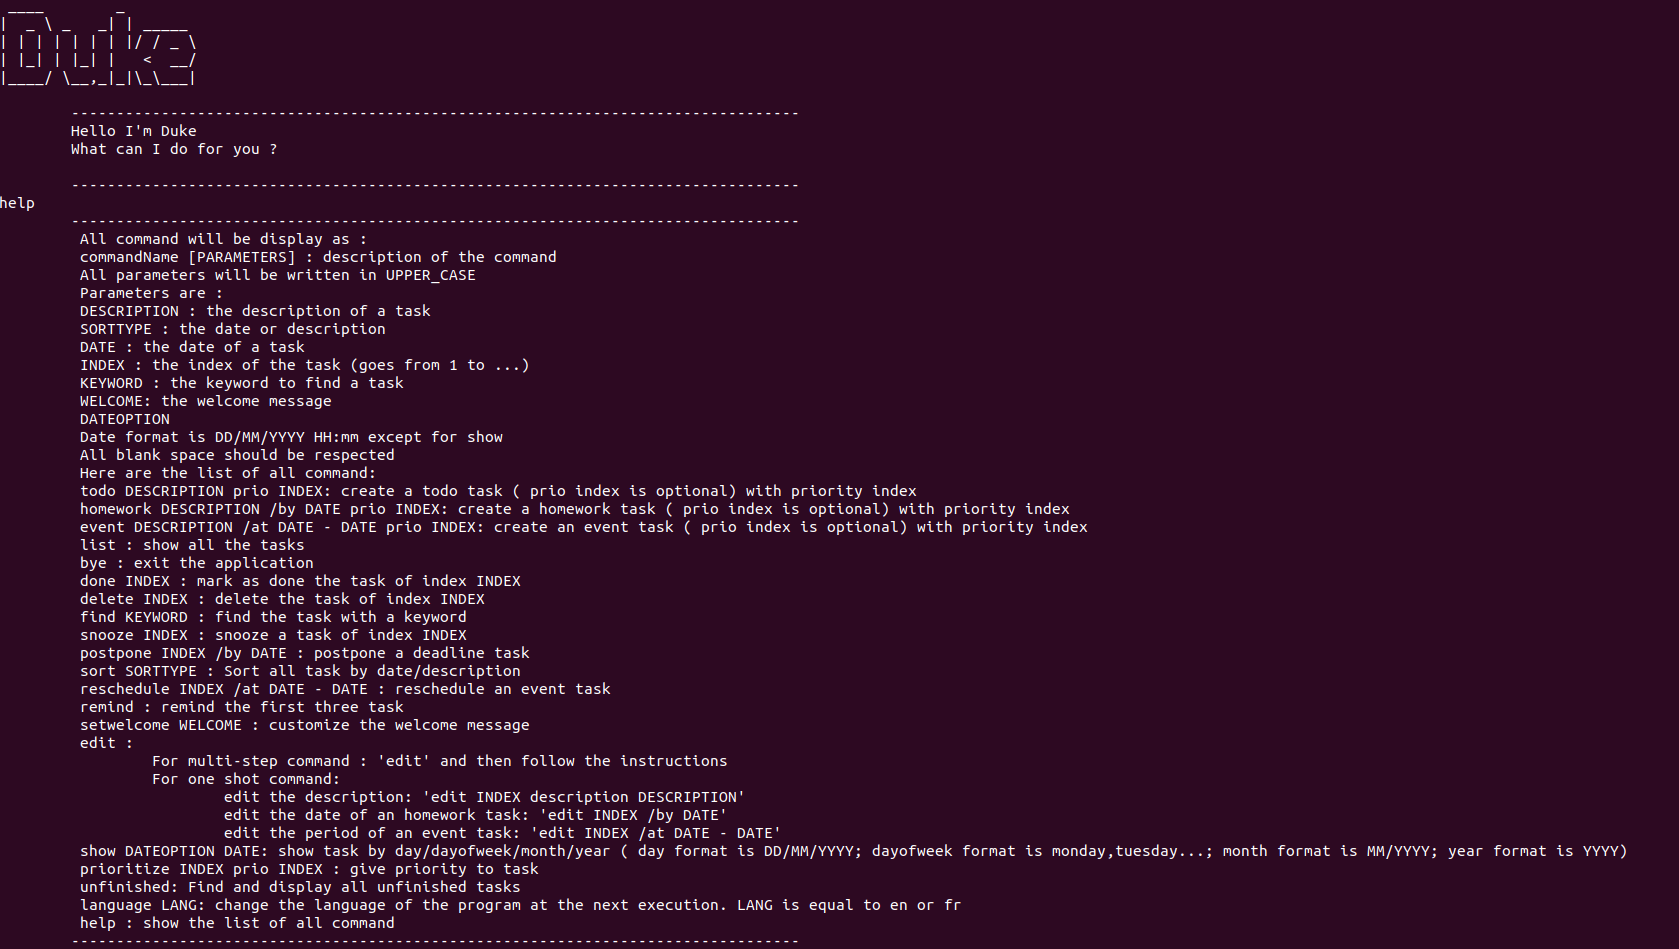 ____        _
|  _ \ _   _| | _____
| | | | | | | |/ / _ \
| |_| | |_| |   <  __/
|____/ \__,_|_|\_\___|
---------------------------------------------------------------------------------
Hello I'm Duke
What can I do for you ?
---------------------------------------------------------------------------------
help
---------------------------------------------------------------------------------
All command will be display as :
commandName [PARAMETERS] : description of the command
All parameters will be written in UPPER_CASE
Parameters are :
DESCRIPTION : the description of a task
SORTTYPE : the date or description
DATE : the date of a task
INDEX : the index of the task (goes from 1 to ...)
KEYWORD : the keyword to find a task
WELCOME: the welcome message
DATEOPTION
Date format is DD/MM/YYYY HH:mm except for show
All blank space should be respected
Here are the list of all command:
todo DESCRIPTION prio INDEX: create a todo task ( prio index is optional) with priority index
homework DESCRIPTION /by DATE prio INDEX: create a homework task ( prio index is optional) with priority index
event DESCRIPTION /at DATE - DATE prio INDEX: create an event task ( prio index is optional) with priority index
list : show all the tasks
bye : exit the application
done INDEX : mark as done the task of index INDEX
delete INDEX : delete the task of index INDEX
find KEYWORD : find the task with a keyword
snooze INDEX : snooze a task of index INDEX
postpone INDEX /by DATE : postpone a deadline task
sort SORTTYPE : Sort all task by date/description
reschedule INDEX /at DATE - DATE : reschedule an event task
remind : remind the first three task
setwelcome WELCOME : customize the welcome message
edit :
For multi-step command : 'edit' and then follow the instructions
For one shot command:
edit the description: 'edit INDEX description DESCRIPTION'
edit the date of an homework task: 'edit INDEX /by DATE'
edit the period of an event task: 'edit INDEX /at DATE - DATE'
show DATEOPTION DATE: show task by day/dayofweek/month/year ( day format is DD/MM/YYYY; dayofweek format is monday,tuesday...; month format is MM/YYYY; year format is YYYY)
prioritize INDEX prio INDEX : give priority to task
unfinished: Find and display all unfinished tasks
language LANG: change the language of the program at the next execution. LANG is equal to en or fr
help : show the list of all command
---------------------------------------------------------------------------------